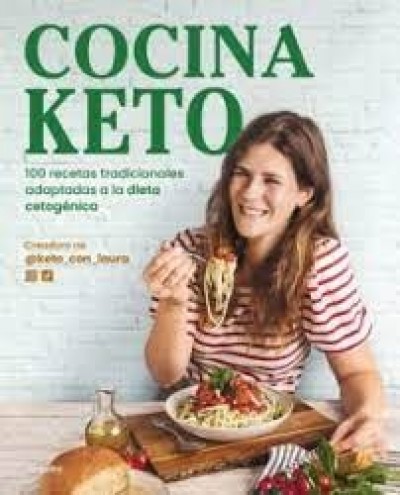 COCINA
KETO
100 recetas tradicionales
adaptadas a la dieta
cetogénica
Creadora de
@keto_con_laura